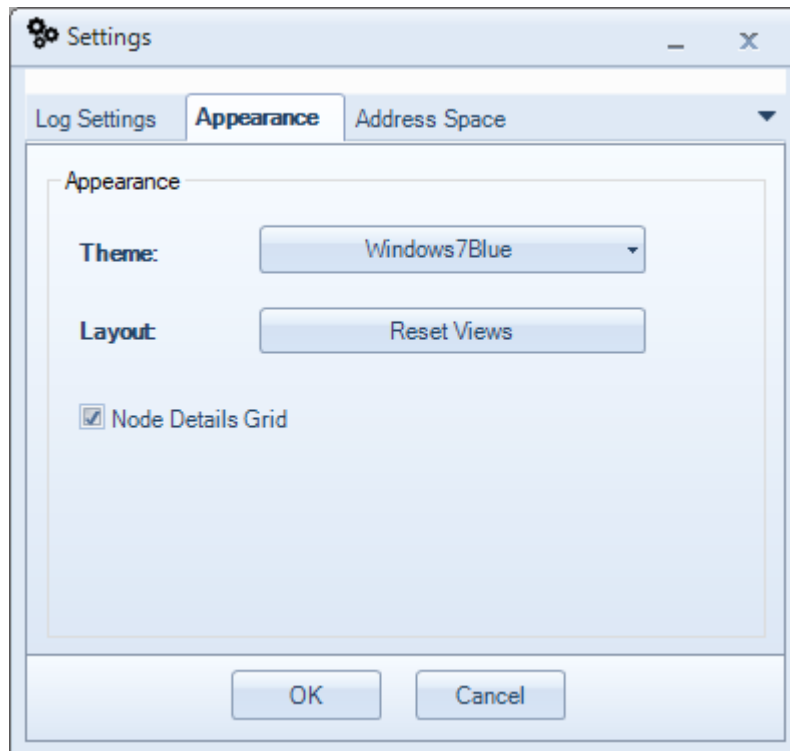 Settings
Log Settings Appearance Address Space
Appearance
Theme: Windows7Blue
Layout: Reset Views
Node Details Grid
OK Cancel